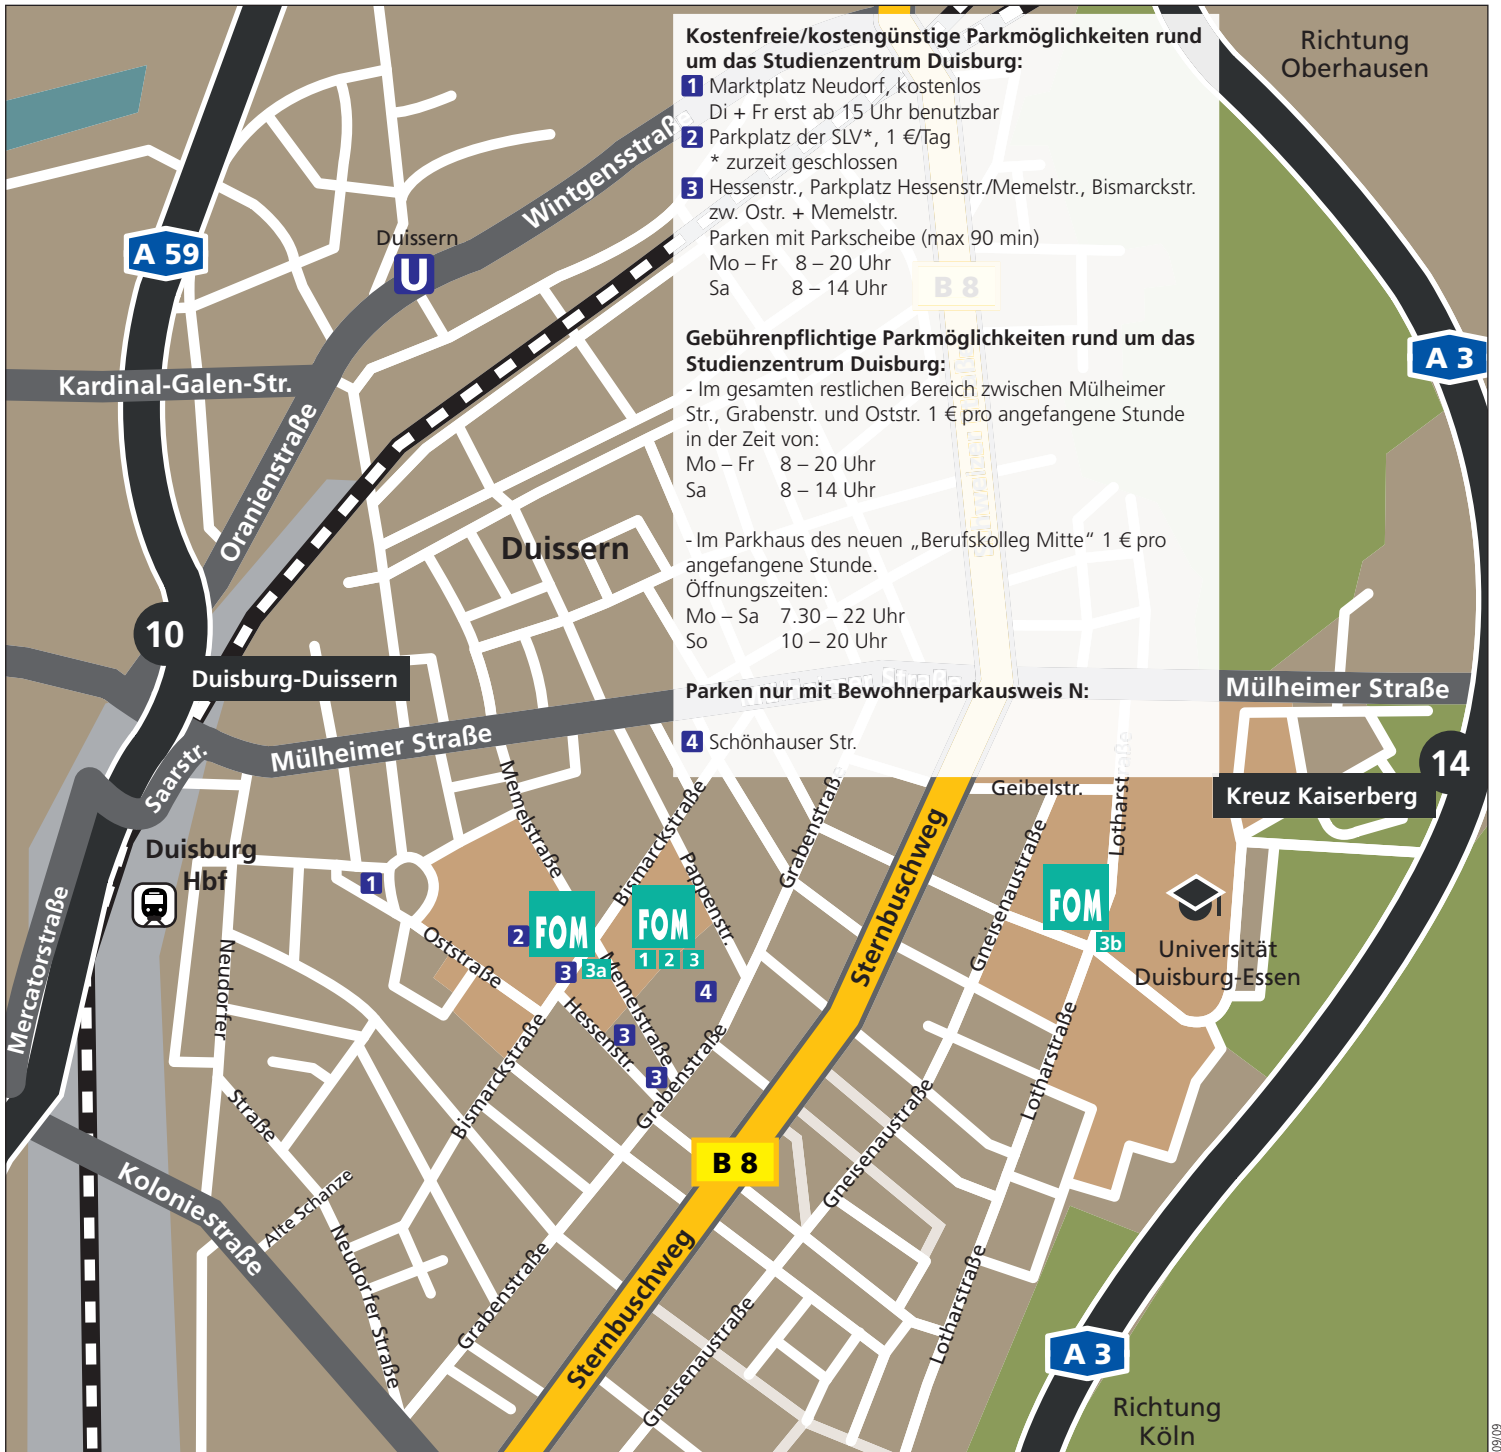 Kostenfreie/kostengünstige Parkmöglichkeiten rund
um das Studienzentrum Duisburg:
1 Marktplatz Neudorf, kostenlos
Di + Fr erst ab 15 Uhr benutzbar
2 Parkplatz der SLV*, 1 €/Tag
* zurzeit geschlossen
3 Hessenstr., Parkplatz Hessenstr./Memelstr., Bismarckstr.
zw. Ostr. + Memelstr.
Parken mit Parkscheibe (max 90 min)
Mo – Fr 8 – 20 Uhr
Sa 8 – 14 Uhr
Gebührenpflichtige Parkmöglichkeiten rund um das
Studienzentrum Duisburg:
- Im gesamten restlichen Bereich zwischen Mülheimer
Str., Grabenstr. und Oststr. 1 € pro angefangene Stunde
in der Zeit von:
Mo – Fr 8 – 20 Uhr
Sa 8 – 14 Uhr
- Im Parkhaus des neuen „Berufskolleg Mitte“ 1 € pro
angefangene Stunde.
Öffnungszeiten:
Mo – Sa 7.30 – 22 Uhr
So 10 – 20 Uhr
Parken nur mit Bewohnerparkausweis N:
4 Schönhauser Str.
Richtung
Oberhausen
Wintgensstraße
Duissern
U
A 59
B 8
A 3
Kardinal-Galen-Str.
Oranienstraße
Duissern
10
Duisburg-Duissern
Mülheimer Straße
Mülheimer Straße
Mülheimer Straße
Saarstr.
14
Kreuz Kaiserberg
Geibelstr.
Lotharstraße
Memelstraße
Bismarckstraße
Pappenstr.
Grabenstraße
Sternbuschweg
Gneisenaustraße
Duisburg
Hbf
1
Mercatorstraße
Neudorfer
Oststraße
2
FOM
3
3a
FOM
1 2 3
4
FOM
3b
Universität
Duisburg-Essen
Memelstraße
Hessenstr.
3
3
Grabenstraße
Bismarckstraße
Straße
Lotharstraße
Gneisenaustraße
B 8
Koloniestraße
Alte Schanze
Neudorfer Straße
Grabenstraße
Sternbuschweg
Gneisenaustraße
Lotharstraße
A 3
Richtung
Köln
09/09